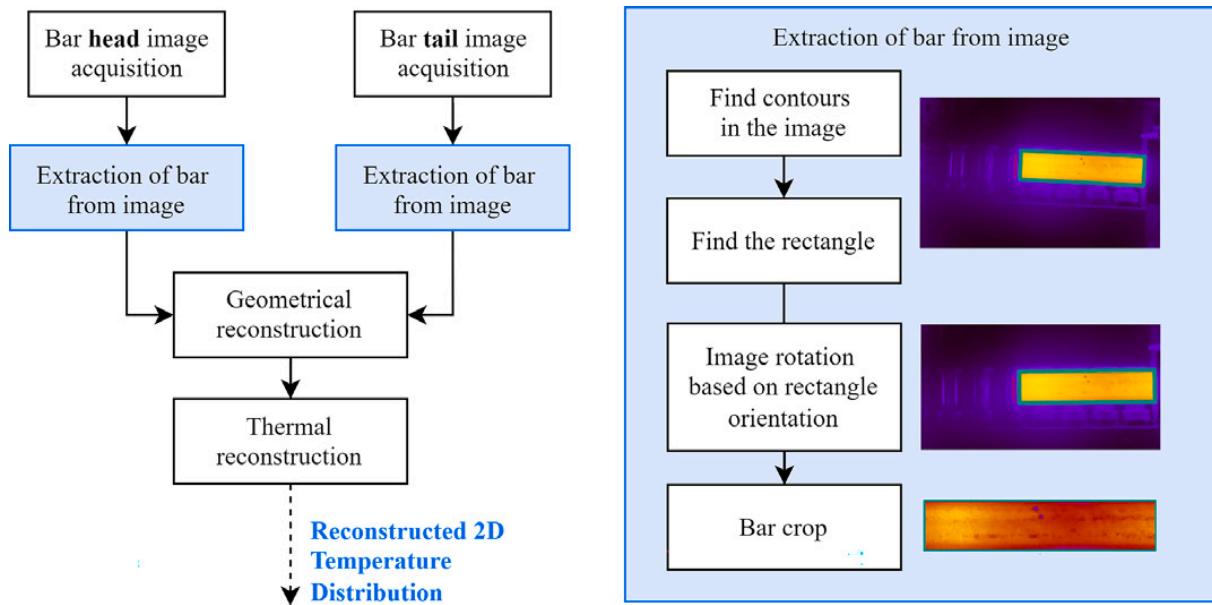 Bar head image
acquisition
Bar tail image
acquisition
Extraction of bar
from image
Extraction of bar
from image
Geometrical
reconstruction
Thermal
reconstruction
Reconstructed 2D
Temperature
Distribution
Extraction of bar from image
Find contours
in the image
Find the rectangle
Image rotation
based on rectangle
orientation
Bar crop